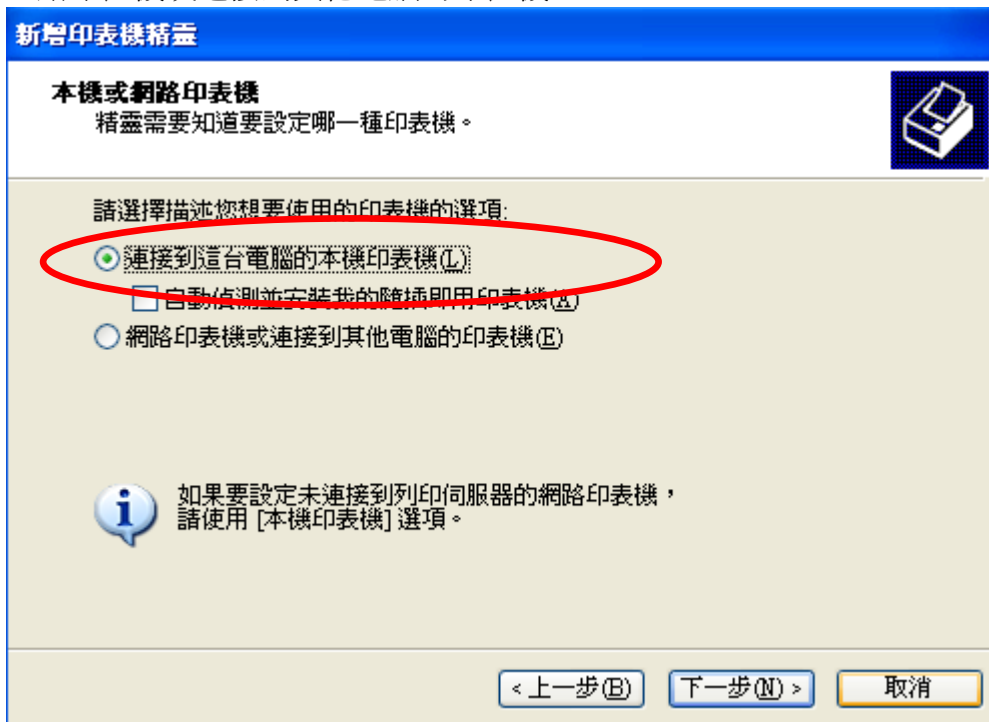 新增印表機精靈
本機或網路印表機
精靈需要知道要設定哪一種印表機。
請選擇描述您想要使用的印表機的選項:
連接到這台電腦的本機印表機(L)
自動偵測並安裝我的隨插即用印表機(A)
網路印表機或連接到其他電腦的印表機(E)
如果要設定未連接到列印伺服器的網路印表機，
請使用 [本機印表機] 選項。
<上一步(B)
下一步(N)>
取消